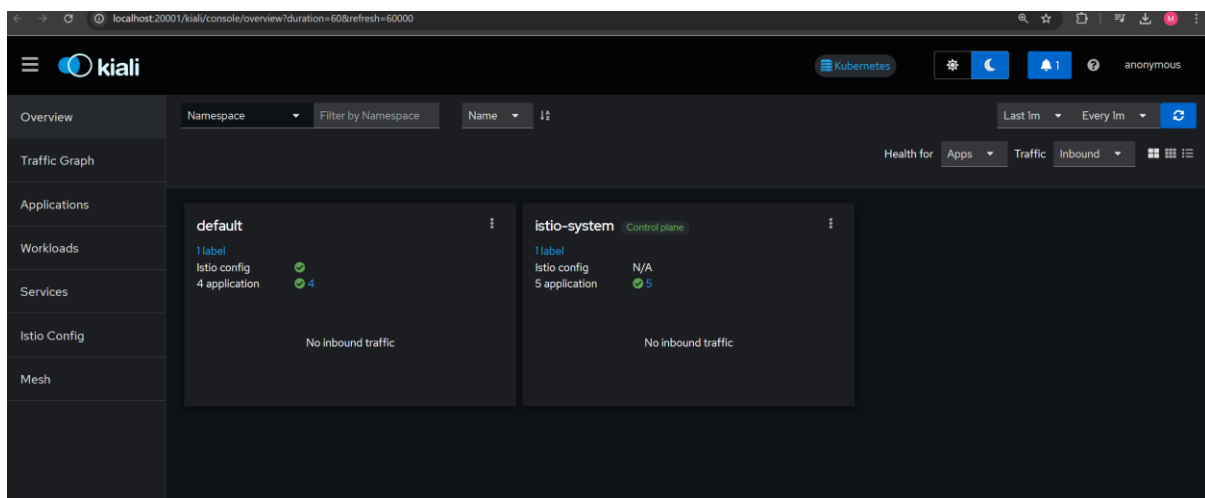 localhost:20001/kiali/console/overview?duration=60&refresh=60000
M
kiali
Kubernetes
1
anonymous
Overview
Traffic Graph
Applications
Workloads
Services
Istio Config
Mesh
Namespace Filter by Namespace Name
Last 1m Every 1m
Health for Apps Traffic Inbound
default
1 label
Istio config
4 application 4
No inbound traffic
istio-system Control plane
1 label
Istio config N/A
5 application 5
No inbound traffic